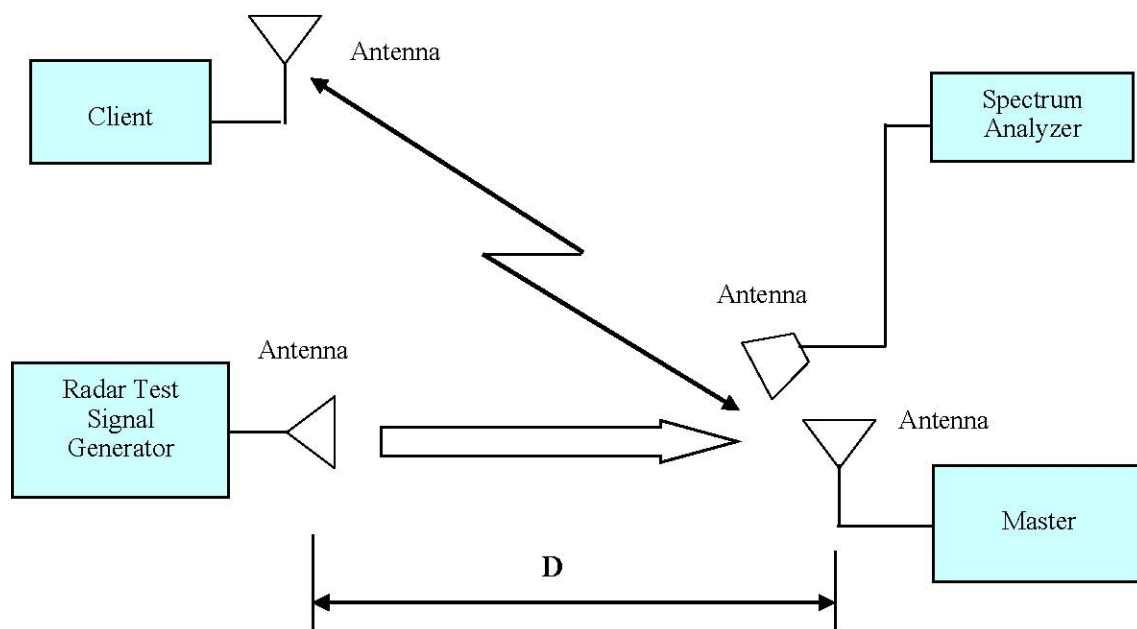 Antenna
Client
Spectrum
Analyzer
Antenna
Antenna
Radar Test
Signal
Generator
Antenna
Master
D